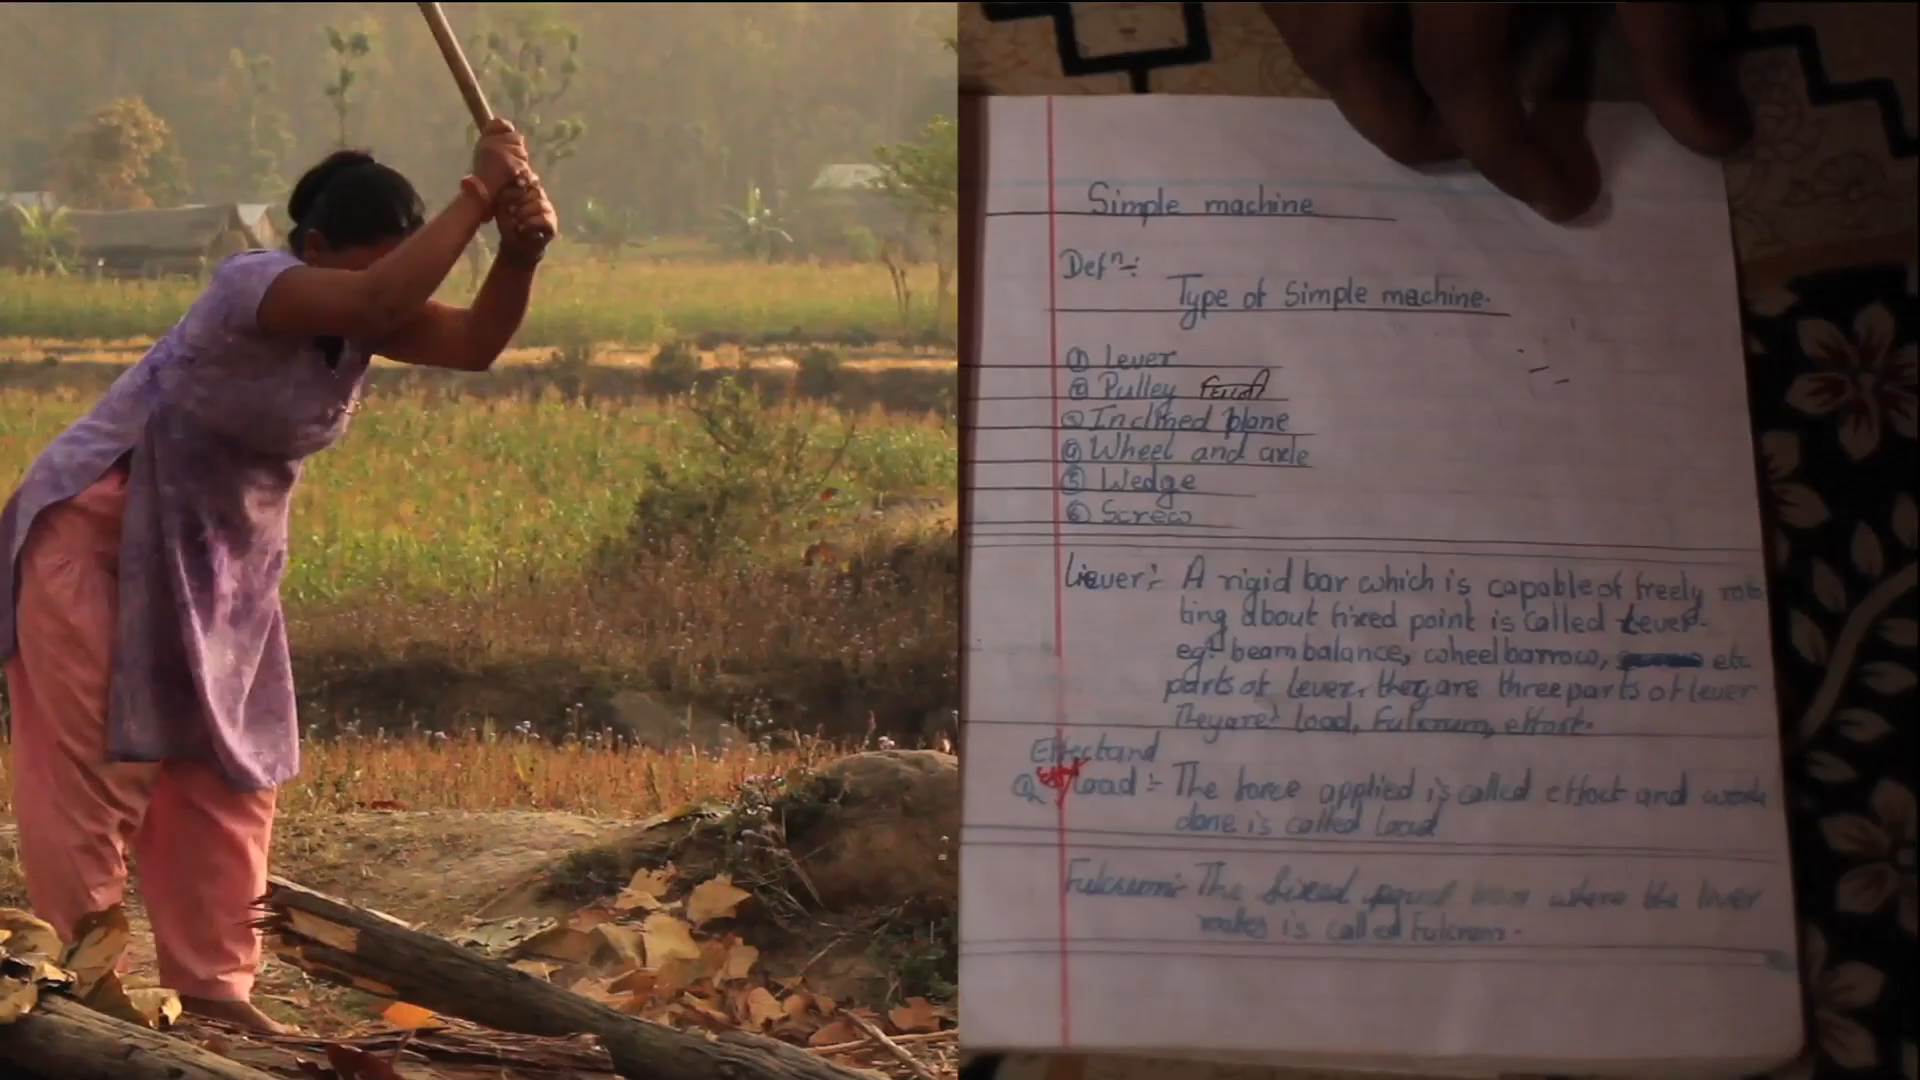 Simple machine
Defn:-
Type of Simple machine.
① Lever
② Pulley
③ Inclined plane
④ Wheel and axle
⑤ Wedge
⑥ Screw
Liever:- A rigid bar which is capable of freely rota
ting about fixed point is called Lever.
eg:- beam balance, wheelbarrow, etc
parts of lever, they are three parts of lever
They are:- load, Fulcrum, effort.
Effect and
Load :- The force applied is called effort and work
done is called load
Fulcrum:- The fixed point where the liver
rotates is called Fulcrum.